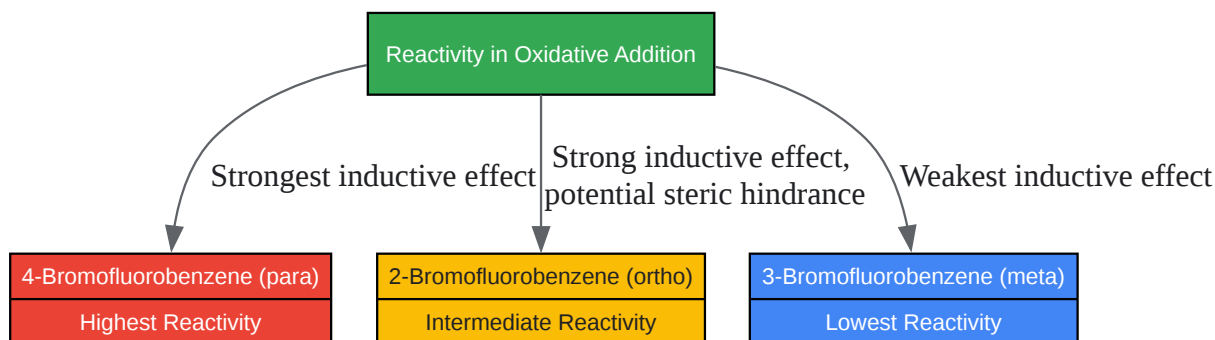 Reactivity in Oxidative Addition
Strongest inductive effect
Strong inductive effect,
potential steric hindrance
Weakest inductive effect
4-Bromofluorobenzene (para)
Highest Reactivity
2-Bromofluorobenzene (ortho)
Intermediate Reactivity
3-Bromofluorobenzene (meta)
Lowest Reactivity